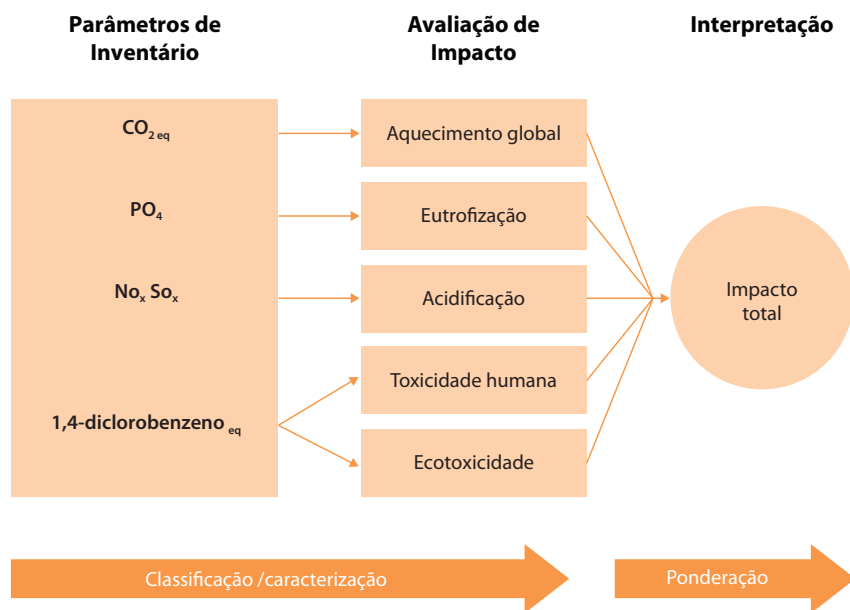 Parâmetros de
Inventário
Avaliação de
Impacto
Interpretação
CO₂ eq
Aquecimento global
PO₄
Eutrofização
Noₓ Soₓ
Acidificação
Toxicidade humana
1,4-diclorobenzeno eq
Ecotoxicidade
Impacto
total
Classificação /caracterização
Ponderação